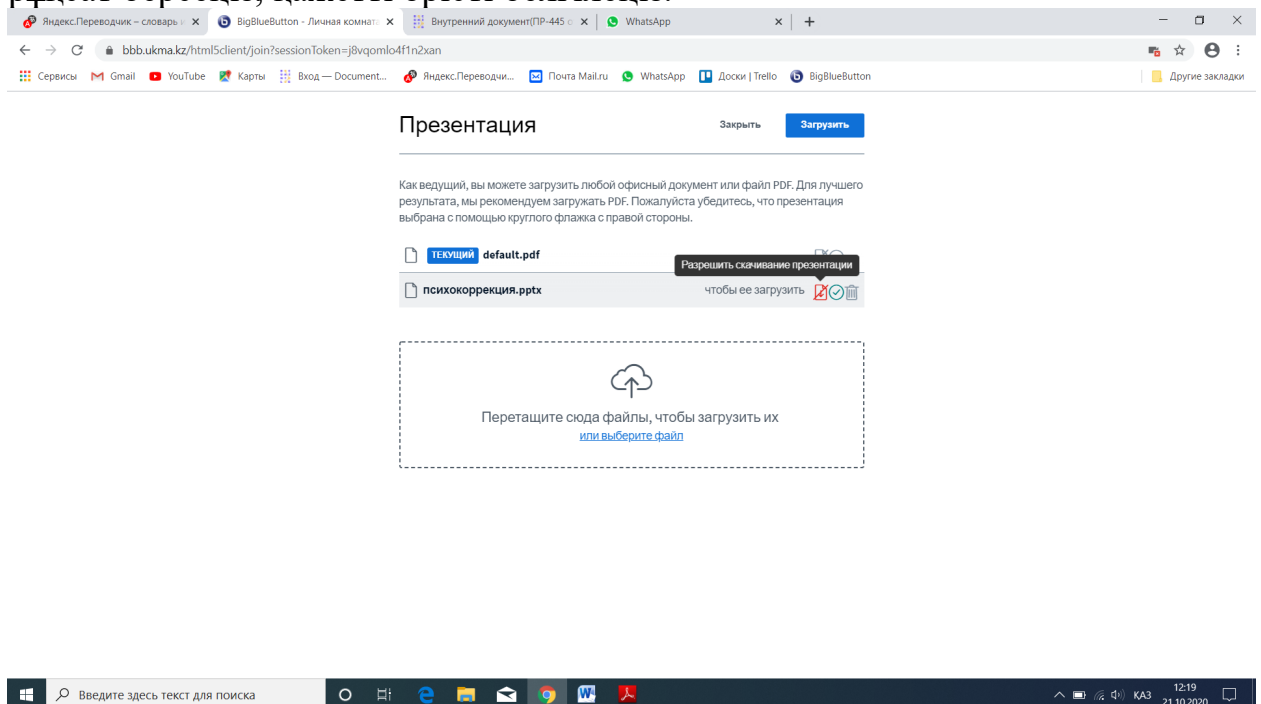 Яндекс.Переводчик – словарь и
BigBlueButton - Личная комната
Внутренний документ(ПР-445 о
WhatsApp
bbb.ukma.kz/html5client/join?sessionToken=j8vqomlo4f1n2xan
Сервисы Gmail YouTube Карты Вход — Document... Яндекс.Переводчи... Почта Mail.ru WhatsApp Доски | Trello BigBlueButton Другие закладки
Презентация
Закрыть
Загрузить
Как ведущий, вы можете загрузить любой офисный документ или файл PDF. Для лучшего
результата, мы рекомендуем загружать PDF. Пожалуйста убедитесь, что презентация
выбрана с помощью круглого флажка с правой стороны.
ТЕКУЩИЙ default.pdf
Разрешить скачивание презентации
психокоррекция.pptx чтобы ее загрузить
Перетащите сюда файлы, чтобы загрузить их
или выберите файл
Введите здесь текст для поиска
ҚАЗ
12:19
21.10.2020